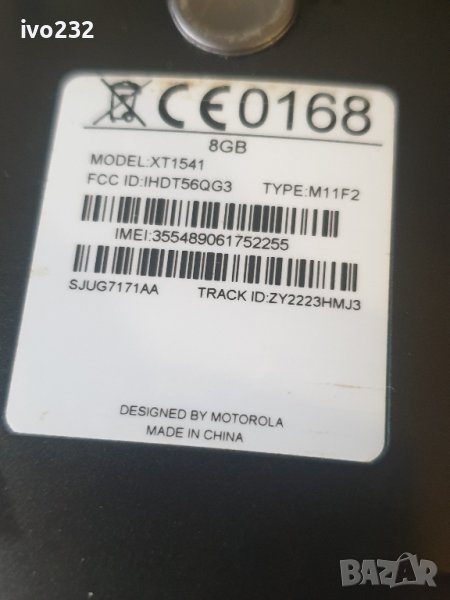 ivo232
CE0168
8GB
MODEL:XT1541
FCC ID:IHDT56QG3 TYPE:M11F2
IMEI:355489061752255
SJUG7171AA TRACK ID:ZY2223HMJ3
DESIGNED BY MOTOROLA
MADE IN CHINA
BAZAR